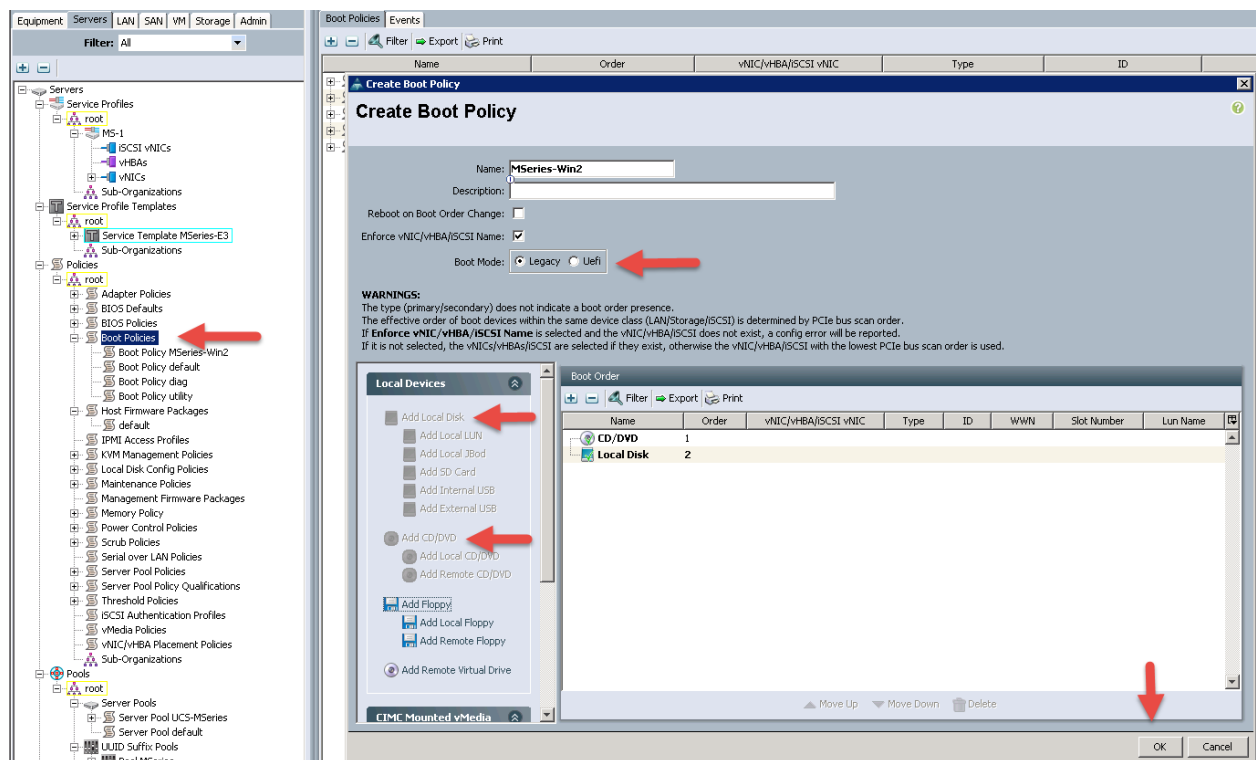 Equipment Servers LAN SAN VM Storage Admin
Filter: All
Servers
Service Profiles
root
MS-1
iSCSI vNICs
vHBAs
vNICs
Sub-Organizations
Service Profile Templates
root
Service Template MSeries-E3
Sub-Organizations
Policies
root
Adapter Policies
BIOS Defaults
BIOS Policies
Boot Policies
Boot Policy MSeries-Win2
Boot Policy default
Boot Policy diag
Boot Policy utility
Host Firmware Packages
default
IPMI Access Profiles
KVM Management Policies
Local Disk Config Policies
Maintenance Policies
Management Firmware Packages
Memory Policy
Power Control Policies
Scrub Policies
Serial over LAN Policies
Server Pool Policies
Server Pool Policy Qualifications
Threshold Policies
iSCSI Authentication Profiles
vMedia Policies
vNIC/vHBA Placement Policies
Sub-Organizations
Pools
root
Server Pools
Server Pool UCS-MSeries
Server Pool default
UUID Suffix Pools
Pool MSeries
Boot Policies Events
Filter Export Print
Name Order vNIC/vHBA/iSCSI vNIC Type ID
Create Boot Policy
Create Boot Policy
Name: MSeries-Win2
Description:
Reboot on Boot Order Change:
Enforce vNIC/vHBA/iSCSI Name:
Boot Mode: Legacy Uefi
WARNINGS:
The type (primary/secondary) does not indicate a boot order presence.
The effective order of boot devices within the same device class (LAN/Storage/iSCSI) is determined by PCIe bus scan order.
If Enforce vNIC/vHBA/iSCSI Name is selected and the vNIC/vHBA/iSCSI does not exist, a config error will be reported.
If it is not selected, the vNICs/vHBAs/iSCSI are selected if they exist, otherwise the vNIC/vHBA/iSCSI with the lowest PCIe bus scan order is used.
Local Devices
Add Local Disk
Add Local LUN
Add Local JBod
Add SD Card
Add Internal USB
Add External USB
Add CD/DVD
Add Local CD/DVD
Add Remote CD/DVD
Add Floppy
Add Local Floppy
Add Remote Floppy
Add Remote Virtual Drive
CIMC Mounted vMedia
Boot Order
Filter Export Print
Name Order vNIC/vHBA/iSCSI vNIC Type ID WWN Slot Number Lun Name
CD/DVD 1
Local Disk 2
Move Up Move Down Delete
OK Cancel